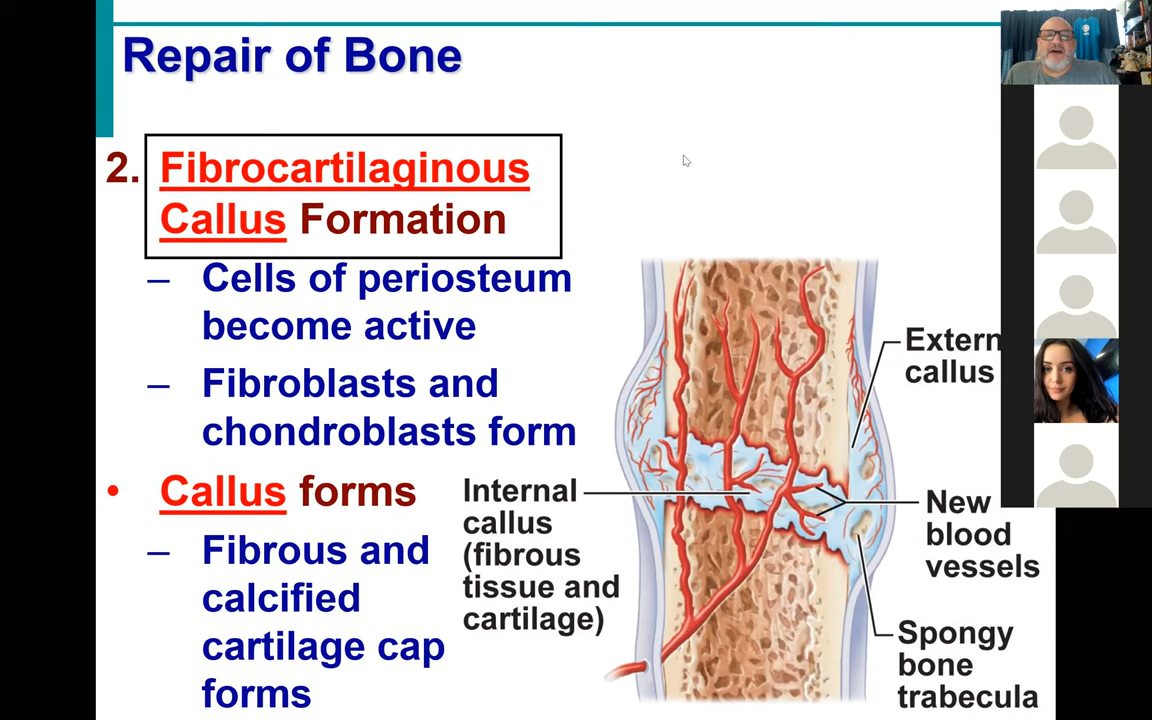 Repair of Bone
2. Fibrocartilaginous
Callus Formation
– Cells of periosteum
become active
– Fibroblasts and
chondroblasts form
• Callus forms
– Fibrous and
calcified
cartilage cap
forms
Internal
callus
(fibrous
tissue and
cartilage)
Extern
callus
New
blood
vessels
Spongy
bone
trabecula